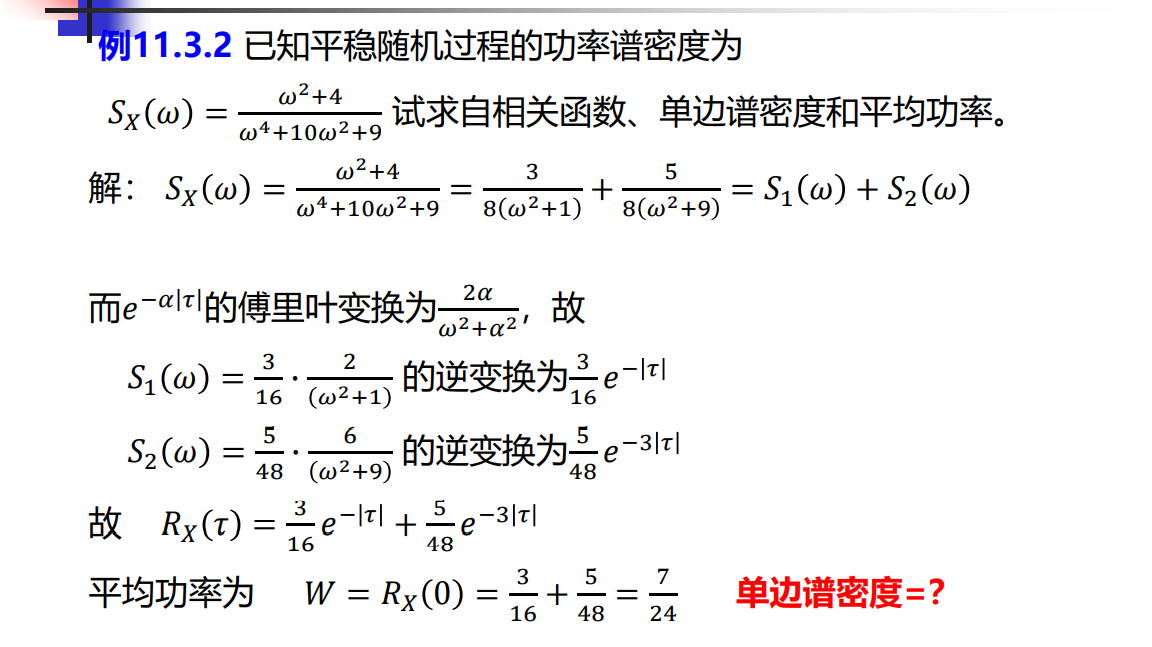 例11.3.2 已知平稳随机过程的功率谱密度为
$S_X(\omega) = \frac{\omega^2+4}{\omega^4+10\omega^2+9}$ 试求自相关函数、单边谱密度和平均功率。
解： $S_X(\omega) = \frac{\omega^2+4}{\omega^4+10\omega^2+9} = \frac{3}{8(\omega^2+1)} + \frac{5}{8(\omega^2+9)} = S_1(\omega) + S_2(\omega)$
而$e^{-\alpha|\tau|}$的傅里叶变换为$\frac{2\alpha}{\omega^2+\alpha^2}$，故
$S_1(\omega) = \frac{3}{16} \cdot \frac{2}{(\omega^2+1)}$ 的逆变换为$\frac{3}{16}e^{-|\tau|}$
$S_2(\omega) = \frac{5}{48} \cdot \frac{6}{(\omega^2+9)}$ 的逆变换为$\frac{5}{48}e^{-3|\tau|}$
故 $R_X(\tau) = \frac{3}{16}e^{-|\tau|} + \frac{5}{48}e^{-3|\tau|}$
平均功率为 $W = R_X(0) = \frac{3}{16} + \frac{5}{48} = \frac{7}{24}$ 单边谱密度=?